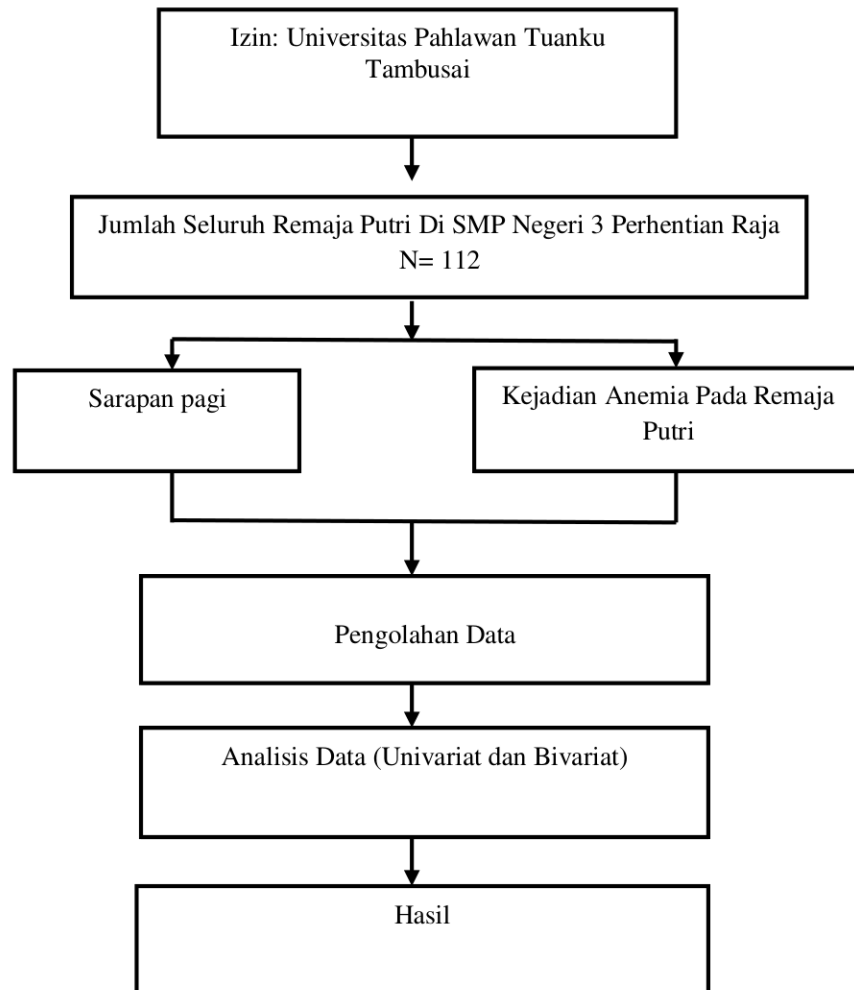 Izin: Universitas Pahlawan Tuanku
Tambusai
Jumlah Seluruh Remaja Putri Di SMP Negeri 3 Perhentian Raja
N= 112
Sarapan pagi
Kejadian Anemia Pada Remaja
Putri
Pengolahan Data
Analisis Data (Univariat dan Bivariat)
Hasil